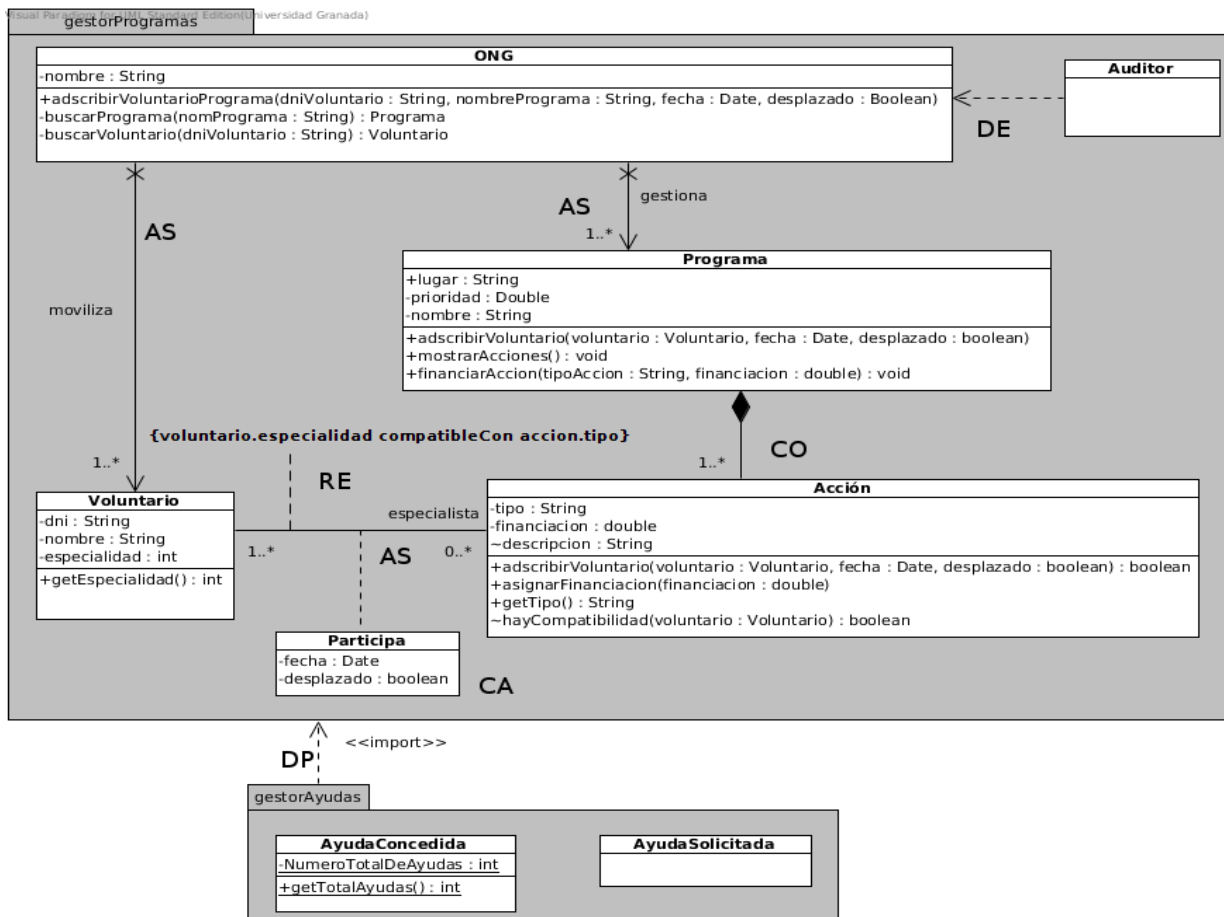 Visual Paradigm for UML Standard Edition(Universidad Granada)
gestorProgramas
ONG
-nombre : String
+adscribirVoluntarioPrograma(dniVoluntario : String, nombrePrograma : String, fecha : Date, desplazado : Boolean)
-buscarPrograma(nomPrograma : String) : Programa
-buscarVoluntario(dniVoluntario : String) : Voluntario
Auditor
DE
AS
moviliza
1..*
AS
gestiona
1..*
Programa
+lugar : String
-prioridad : Double
-nombre : String
+adscribirVoluntario(voluntario : Voluntario, fecha : Date, desplazado : boolean)
+mostrarAcciones() : void
+financiarAccion(tipoAccion : String, financiacion : double) : void
{voluntario.especialidad compatibleCon accion.tipo}
RE
CO
1..*
Voluntario
-dni : String
-nombre : String
-especialidad : int
+getEspecialidad() : int
1..*
AS
especialista
0..*
Acción
-tipo : String
-financiacion : double
~descripcion : String
+adscribirVoluntario(voluntario : Voluntario, fecha : Date, desplazado : boolean) : boolean
+asignarFinanciacion(financiacion : double)
+getTipo() : String
~hayCompatibilidad(voluntario : Voluntario) : boolean
Participa
-fecha : Date
-desplazado : boolean
CA
<<import>>
DP
gestorAyudas
AyudaConcedida
-NumeroTotalDeAyudas : int
+getTotalAyudas() : int
AyudaSolicitada